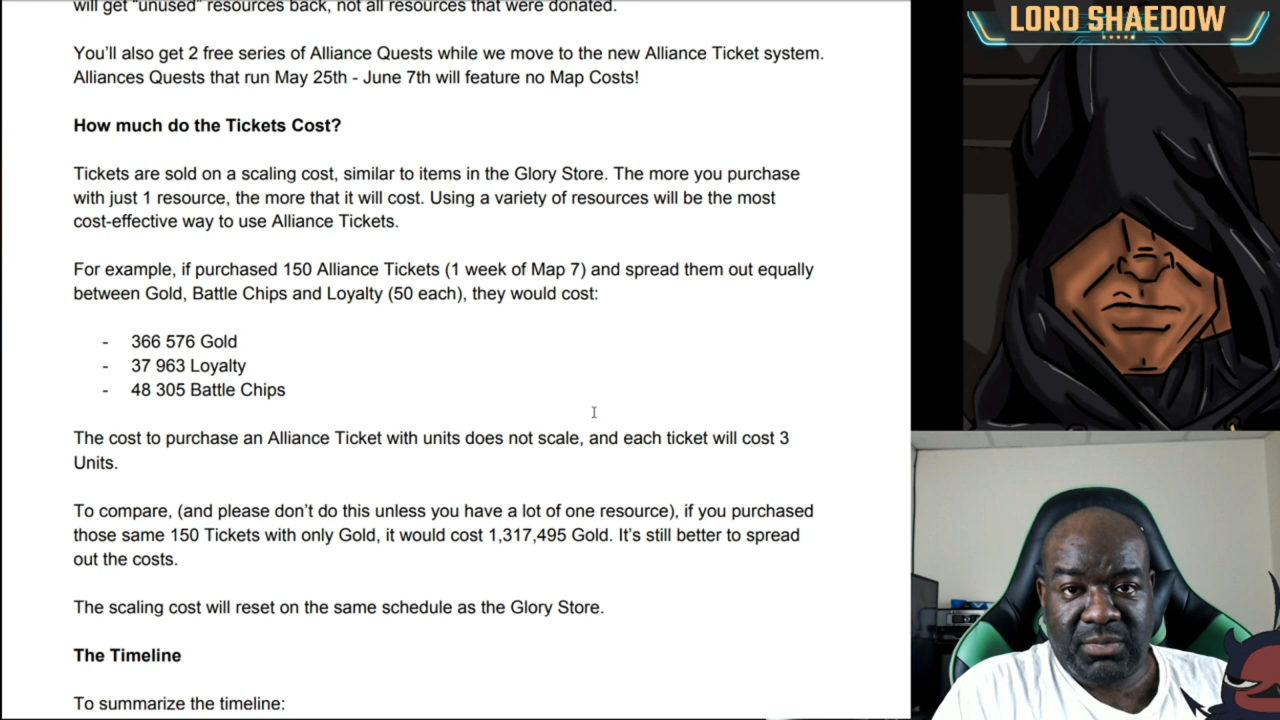 will get "unused" resources back, not all resources that were donated.
You'll also get 2 free series of Alliance Quests while we move to the new Alliance Ticket system.
Alliances Quests that run May 25th - June 7th will feature no Map Costs!
How much do the Tickets Cost?
Tickets are sold on a scaling cost, similar to items in the Glory Store. The more you purchase
with just 1 resource, the more that it will cost. Using a variety of resources will be the most
cost-effective way to use Alliance Tickets.
For example, if purchased 150 Alliance Tickets (1 week of Map 7) and spread them out equally
between Gold, Battle Chips and Loyalty (50 each), they would cost:
- 366 576 Gold
- 37 963 Loyalty
- 48 305 Battle Chips
The cost to purchase an Alliance Ticket with units does not scale, and each ticket will cost 3
Units.
To compare, (and please don't do this unless you have a lot of one resource), if you purchased
those same 150 Tickets with only Gold, it would cost 1,317,495 Gold. It's still better to spread
out the costs.
The scaling cost will reset on the same schedule as the Glory Store.
The Timeline
To summarize the timeline:
LORD SHAEDOW